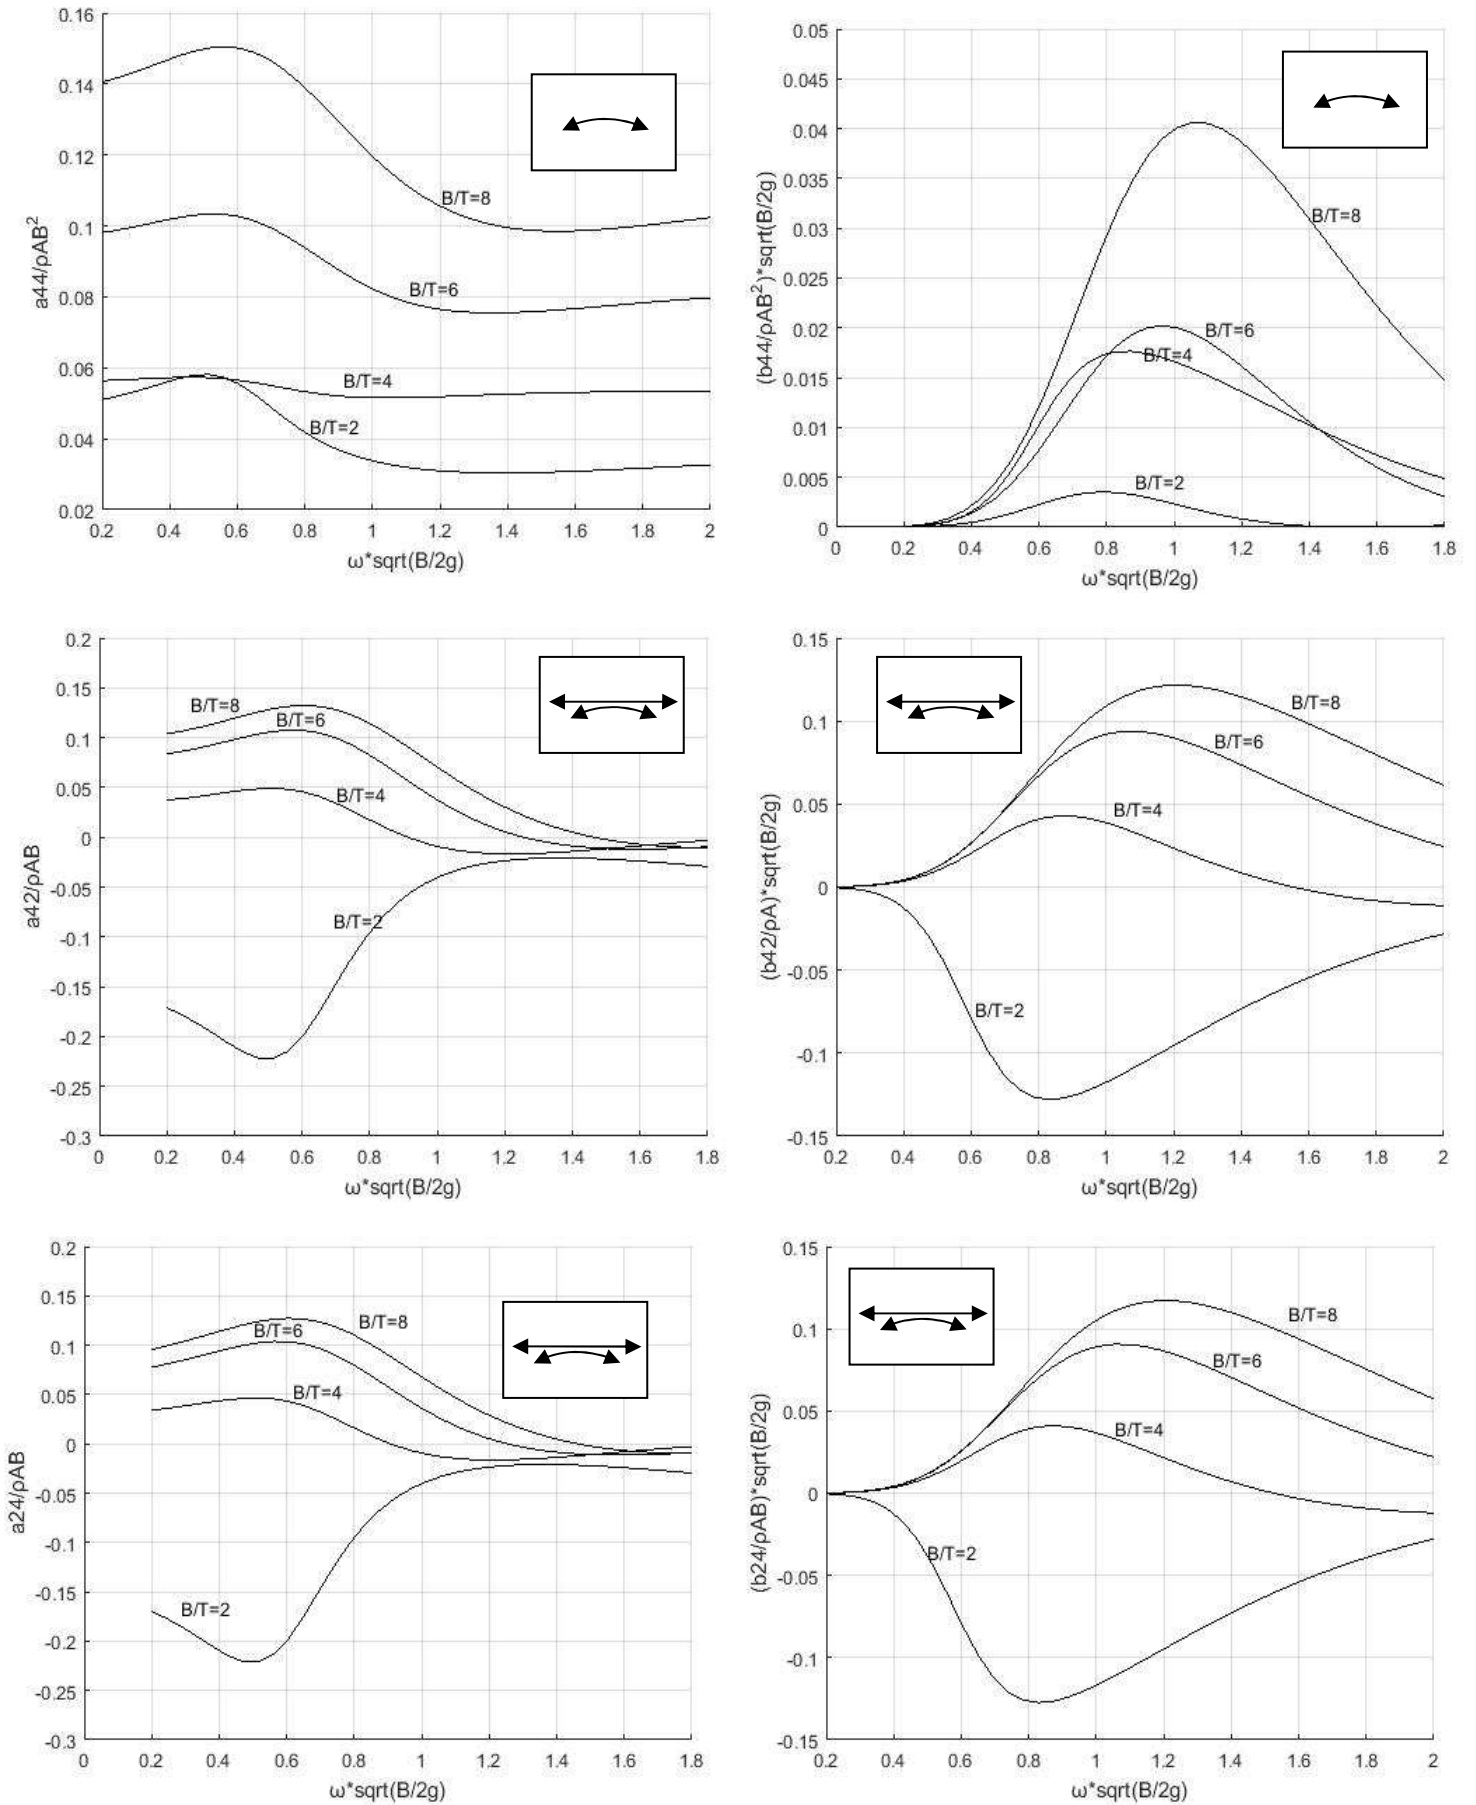 0.16
0.14
0.12
0.1
0.08
0.06
0.04
0.02
a44/ρAB²
B/T=8
B/T=6
B/T=4
B/T=2
0.2 0.4 0.6 0.8 1 1.2 1.4 1.6 1.8 2
ω*sqrt(B/2g)
0.05
0.045
0.04
0.035
0.03
0.025
0.02
0.015
0.01
0.005
0
(b44/ρAB²)*sqrt(B/2g)
B/T=8
B/T=6
B/T=4
B/T=2
0 0.2 0.4 0.6 0.8 1 1.2 1.4 1.6 1.8
ω*sqrt(B/2g)
0.2
0.15
0.1
0.05
0
-0.05
-0.1
-0.15
-0.2
-0.25
-0.3
a42/ρAB
B/T=8
B/T=6
B/T=4
B/T=2
0 0.2 0.4 0.6 0.8 1 1.2 1.4 1.6 1.8
ω*sqrt(B/2g)
0.15
0.1
0.05
0
-0.05
-0.1
-0.15
(b42/ρA)*sqrt(B/2g)
B/T=8
B/T=6
B/T=4
B/T=2
0.2 0.4 0.6 0.8 1 1.2 1.4 1.6 1.8 2
ω*sqrt(B/2g)
0.2
0.15
0.1
0.05
0
-0.05
-0.1
-0.15
-0.2
-0.25
-0.3
a24/ρAB
B/T=8
B/T=6
B/T=4
B/T=2
0 0.2 0.4 0.6 0.8 1 1.2 1.4 1.6 1.8
ω*sqrt(B/2g)
0.15
0.1
0.05
0
-0.05
-0.1
-0.15
(b24/ρAB)*sqrt(B/2g)
B/T=8
B/T=6
B/T=4
B/T=2
0.2 0.4 0.6 0.8 1 1.2 1.4 1.6 1.8 2
ω*sqrt(B/2g)